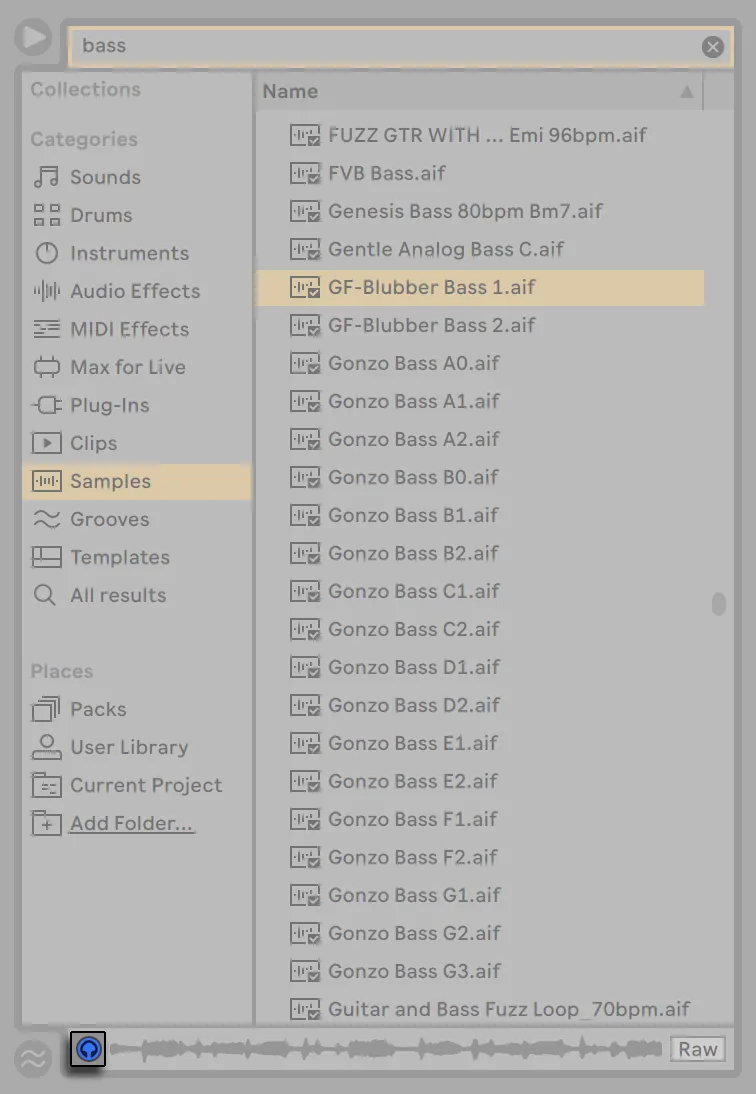 bass
Collections
Categories
Sounds
Drums
Instruments
Audio Effects
MIDI Effects
Max for Live
Plug-Ins
Clips
Samples
Grooves
Templates
All results
Places
Packs
User Library
Current Project
Add Folder...
Name
FUZZ GTR WITH ... Emi 96bpm.aif
FVB Bass.aif
Genesis Bass 80bpm Bm7.aif
Gentle Analog Bass C.aif
GF-Blubber Bass 1.aif
GF-Blubber Bass 2.aif
Gonzo Bass A0.aif
Gonzo Bass A1.aif
Gonzo Bass A2.aif
Gonzo Bass B0.aif
Gonzo Bass B1.aif
Gonzo Bass B2.aif
Gonzo Bass C1.aif
Gonzo Bass C2.aif
Gonzo Bass D1.aif
Gonzo Bass D2.aif
Gonzo Bass E1.aif
Gonzo Bass E2.aif
Gonzo Bass F1.aif
Gonzo Bass F2.aif
Gonzo Bass G1.aif
Gonzo Bass G2.aif
Gonzo Bass G3.aif
Guitar and Bass Fuzz Loop_70bpm.aif
Raw